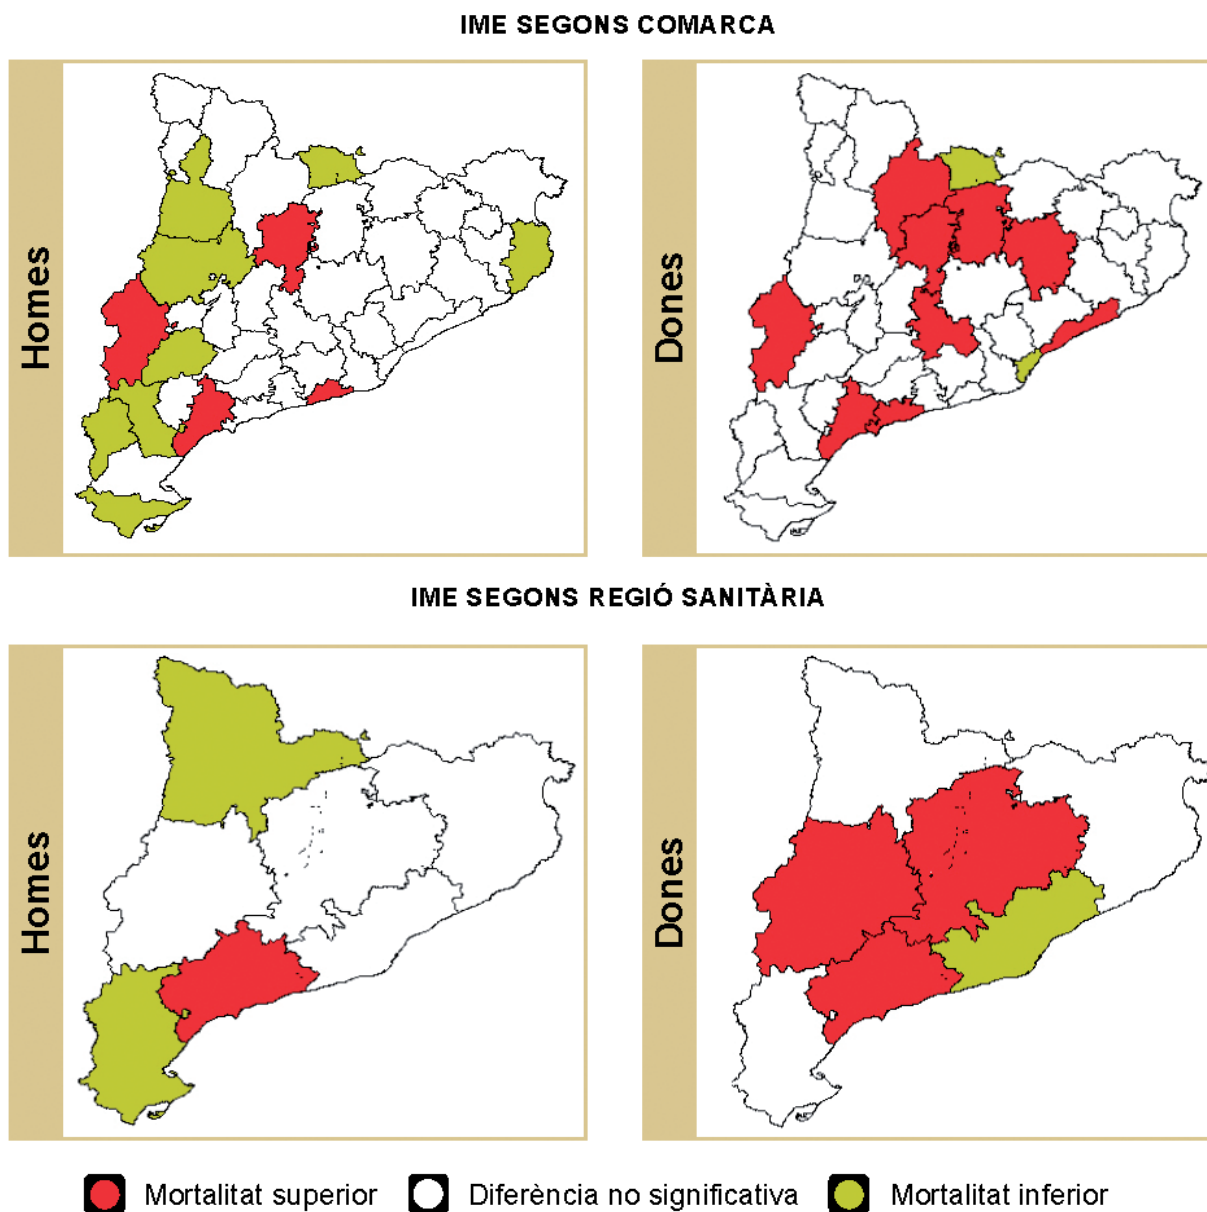 IME SEGONS COMARCA
Homes
Dones
IME SEGONS REGIÓ SANITÀRIA
Homes
Dones
Mortalitat superior
Diferència no significativa
Mortalitat inferior